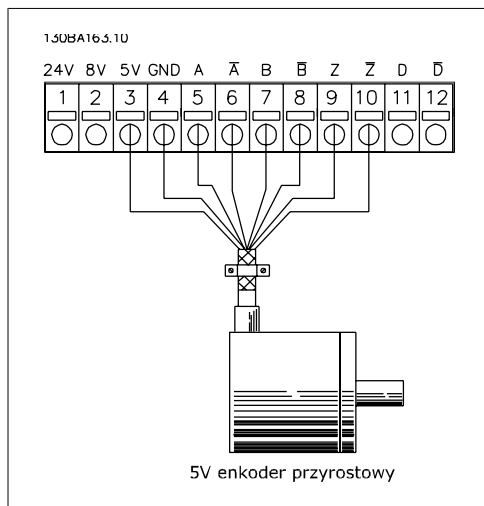 130BA163.10
24V 8V 5V GND A A̅ B B̅ Z Z̅ D D̅
1 2 3 4 5 6 7 8 9 10 11 12
5V enkoder przyrostowy